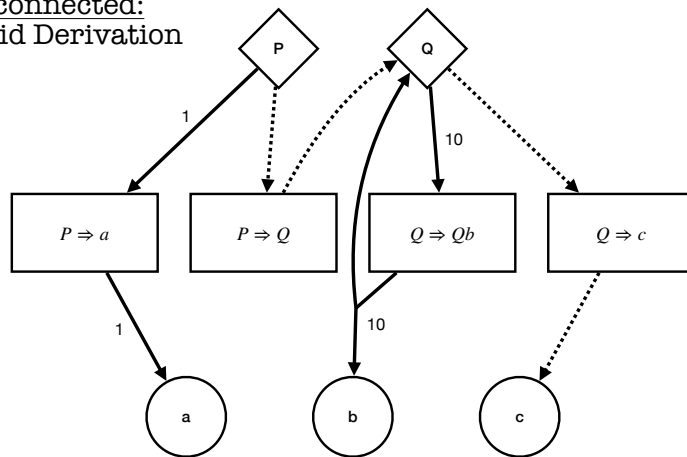 connected:
id Derivation
P
Q
1
10
P ⇒ a
P ⇒ Q
Q ⇒ Qb
Q ⇒ c
1
10
a
b
c